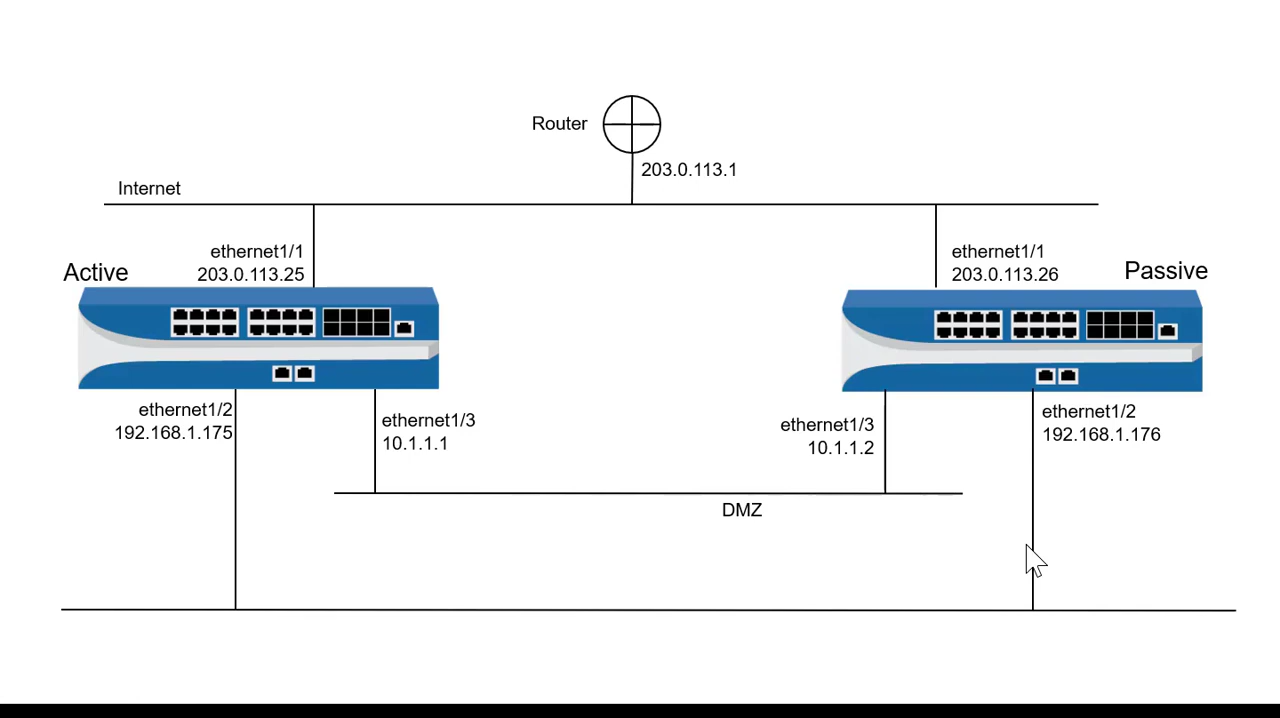 Router
203.0.113.1
Internet
ethernet1/1
203.0.113.25
Active
ethernet1/1
203.0.113.26
Passive
ethernet1/2
192.168.1.175
ethernet1/3
10.1.1.1
ethernet1/3
10.1.1.2
ethernet1/2
192.168.1.176
DMZ